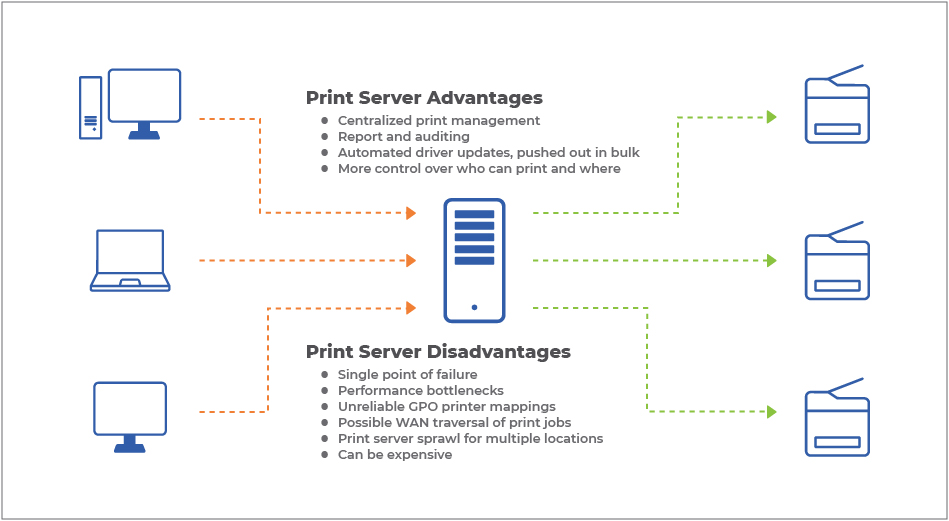 Print Server Advantages
● Centralized print management
● Report and auditing
● Automated driver updates, pushed out in bulk
● More control over who can print and where
Print Server Disadvantages
● Single point of failure
● Performance bottlenecks
● Unreliable GPO printer mappings
● Possible WAN traversal of print jobs
● Print server sprawl for multiple locations
● Can be expensive